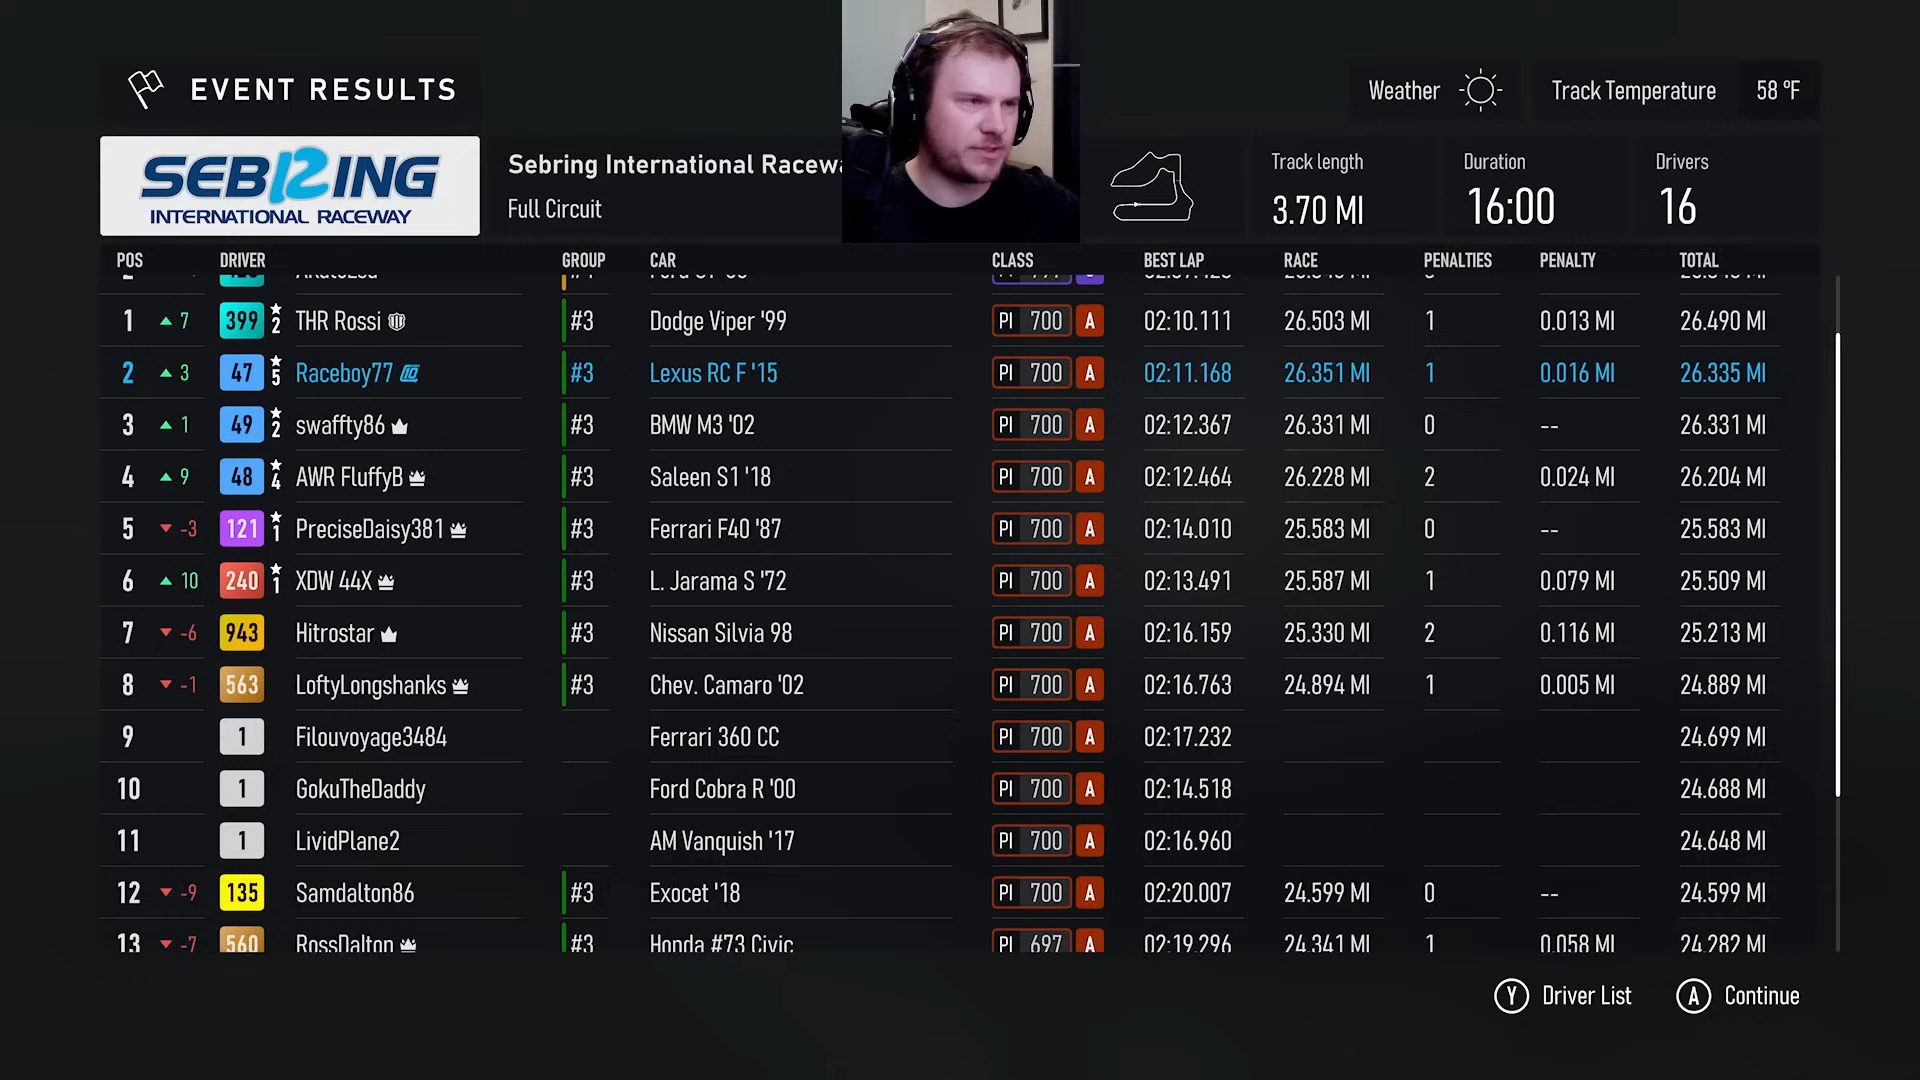 EVENT RESULTS
Weather
Track Temperature 58 ºF
SEBRING
INTERNATIONAL RACEWAY
Sebring International Racewa
Full Circuit
Track length
3.70 MI
Duration
16:00
Drivers
16
POS DRIVER GROUP CAR CLASS BEST LAP RACE PENALTIES PENALTY TOTAL
1 7 399 2 THR Rossi #3 Dodge Viper '99 PI 700 A 02:10.111 26.503 MI 1 0.013 MI 26.490 MI
2 3 47 5 Raceboy77 #3 Lexus RC F '15 PI 700 A 02:11.168 26.351 MI 1 0.016 MI 26.335 MI
3 1 49 2 swaffty86 #3 BMW M3 '02 PI 700 A 02:12.367 26.331 MI 0 -- 26.331 MI
4 9 48 4 AWR FluffyB #3 Saleen S1 '18 PI 700 A 02:12.464 26.228 MI 2 0.024 MI 26.204 MI
5 -3 121 1 PreciseDaisy381 #3 Ferrari F40 '87 PI 700 A 02:14.010 25.583 MI 0 -- 25.583 MI
6 10 240 1 XDW 44X #3 L. Jarama S '72 PI 700 A 02:13.491 25.587 MI 1 0.079 MI 25.509 MI
7 -6 943 Hitrostar #3 Nissan Silvia 98 PI 700 A 02:16.159 25.330 MI 2 0.116 MI 25.213 MI
8 -1 563 LoftyLongshanks #3 Chev. Camaro '02 PI 700 A 02:16.763 24.894 MI 1 0.005 MI 24.889 MI
9 1 Filouvoyage3484 Ferrari 360 CC PI 700 A 02:17.232 24.699 MI
10 1 GokuTheDaddy Ford Cobra R '00 PI 700 A 02:14.518 24.688 MI
11 1 LividPlane2 AM Vanquish '17 PI 700 A 02:16.960 24.648 MI
12 -9 135 Samdalton86 #3 Exocet '18 PI 700 A 02:20.007 24.599 MI 0 -- 24.599 MI
13 -7 560 RossDalton #3 Honda #73 Civic PI 697 A 02:19.296 24.341 MI 1 0.058 MI 24.282 MI
Y Driver List A Continue